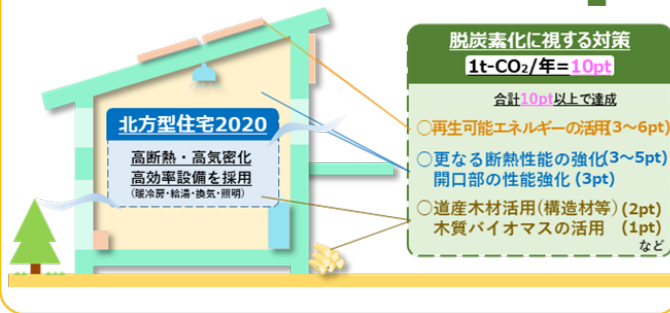 脱炭素化に視する対策
1t-CO₂/年=10pt
合計10pt以上で達成
○再生可能エネルギーの活用(3～6pt)
○更なる断熱性能の強化(3～5pt)
開口部の性能強化 (3pt)
○道産木材活用(構造材等) (2pt)
木質バイオマスの活用 (1pt)
など
北方型住宅2020
高断熱・高気密化
高効率設備を採用
(暖冷房・給湯・換気・照明)